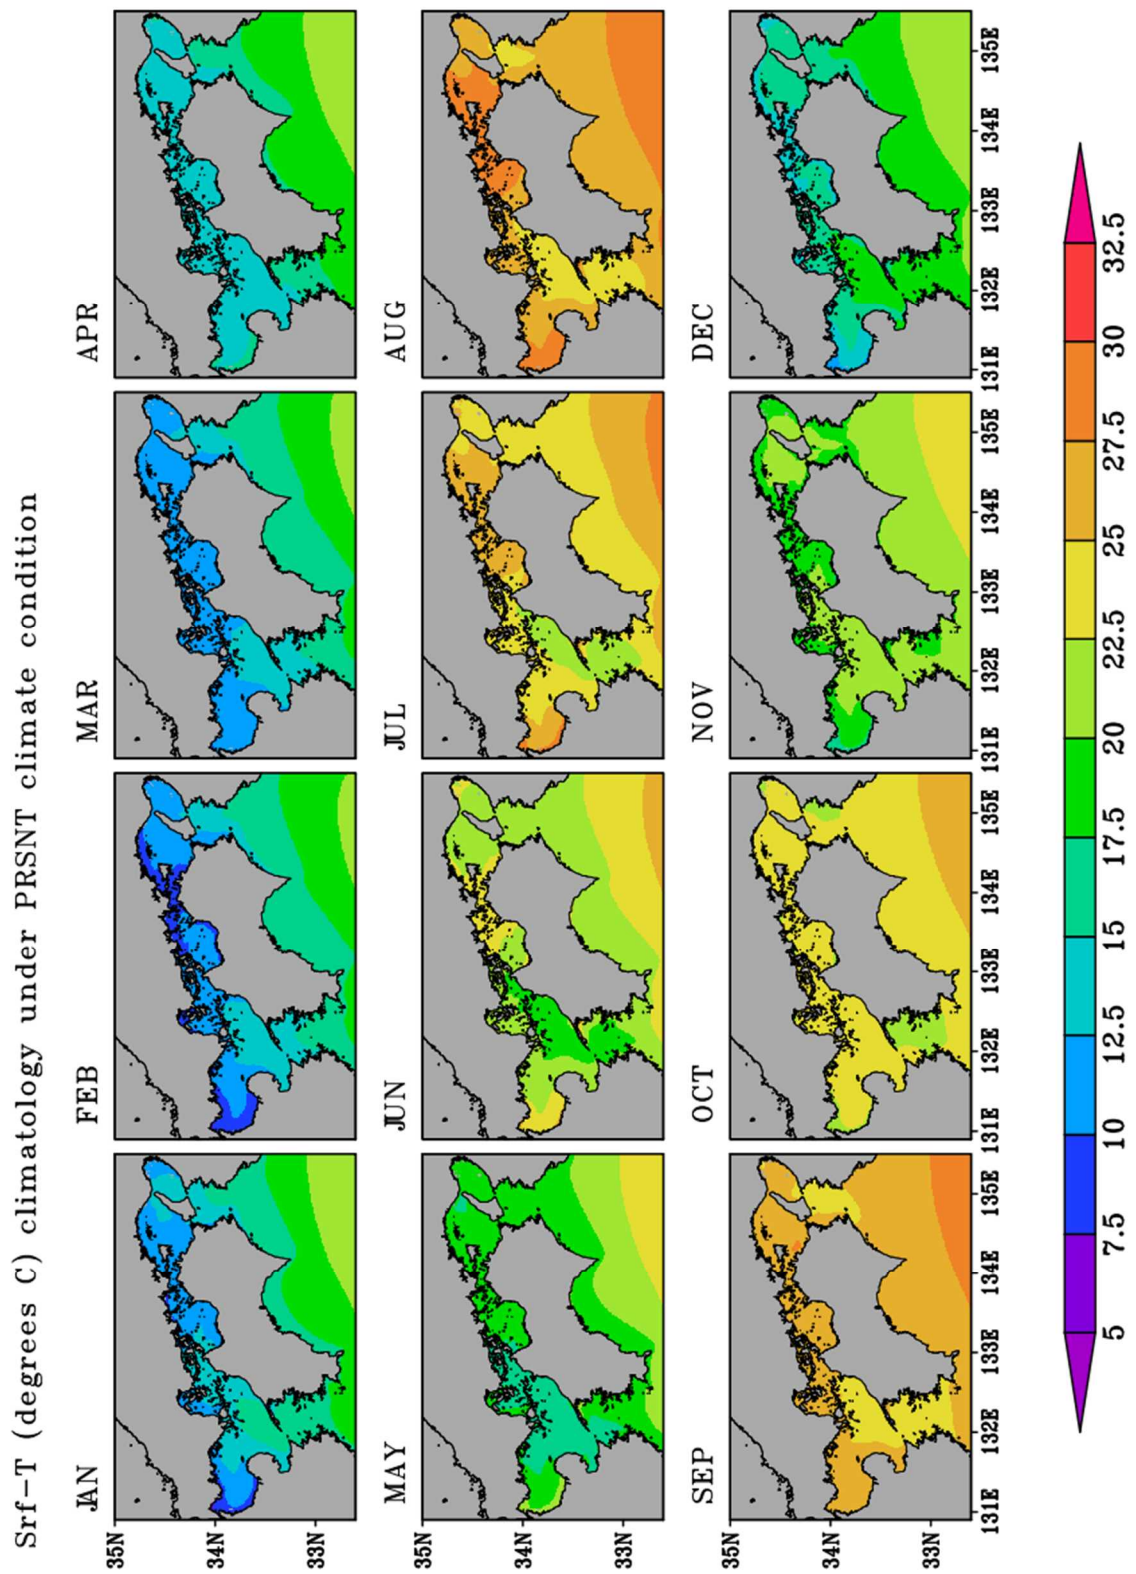 Srf-T (degrees C) climatology under PRSNT climate condition
JAN FEB MAR APR
35N
34N
33N
MAY JUN JUL AUG
35N
34N
33N
SEP OCT NOV DEC
35N
34N
33N
131E 132E 133E 134E 135E 131E 132E 133E 134E 135E 131E 132E 133E 134E 135E 131E 132E 133E 134E 135E
5 7.5 10 12.5 15 17.5 20 22.5 25 27.5 30 32.5